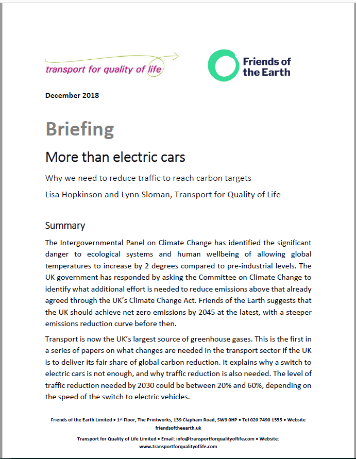 transport for quality of life
Friends of
the Earth
December 2018
Briefing
More than electric cars
Why we need to reduce traffic to reach carbon targets
Lisa Hopkinson and Lynn Sloman, Transport for Quality of Life
Summary
The Intergovernmental Panel on Climate Change has identified the significant
danger to ecological systems and human wellbeing of allowing global
temperatures to increase by 2 degrees compared to pre-industrial levels. The
UK government has responded by asking the Committee on Climate Change to
identify what additional effort is needed to reduce emissions above that already
agreed through the UK's Climate Change Act. Friends of the Earth suggests that
the UK should achieve net zero emissions by 2045 at the latest, with a steeper
emissions reduction curve before then.
Transport is now the UK's largest source of greenhouse gases. This is the first in
a series of papers on what changes are needed in the transport sector if the UK
is to deliver its fair share of global carbon reduction. It explains why a switch to
electric cars is not enough, and why traffic reduction is also needed. The level of
traffic reduction needed by 2030 could be between 20% and 60%, depending on
the speed of the switch to electric vehicles.
Friends of the Earth Limited • 1st Floor, The Printworks, 139 Clapham Road, SW9 0HP • Tel 020 7490 1555 • Website
friendsoftheearth.uk
Transport for Quality of Life Limited • Email: info@transportforqualityoflife.com • Website:
www.transportforqualityoflife.com